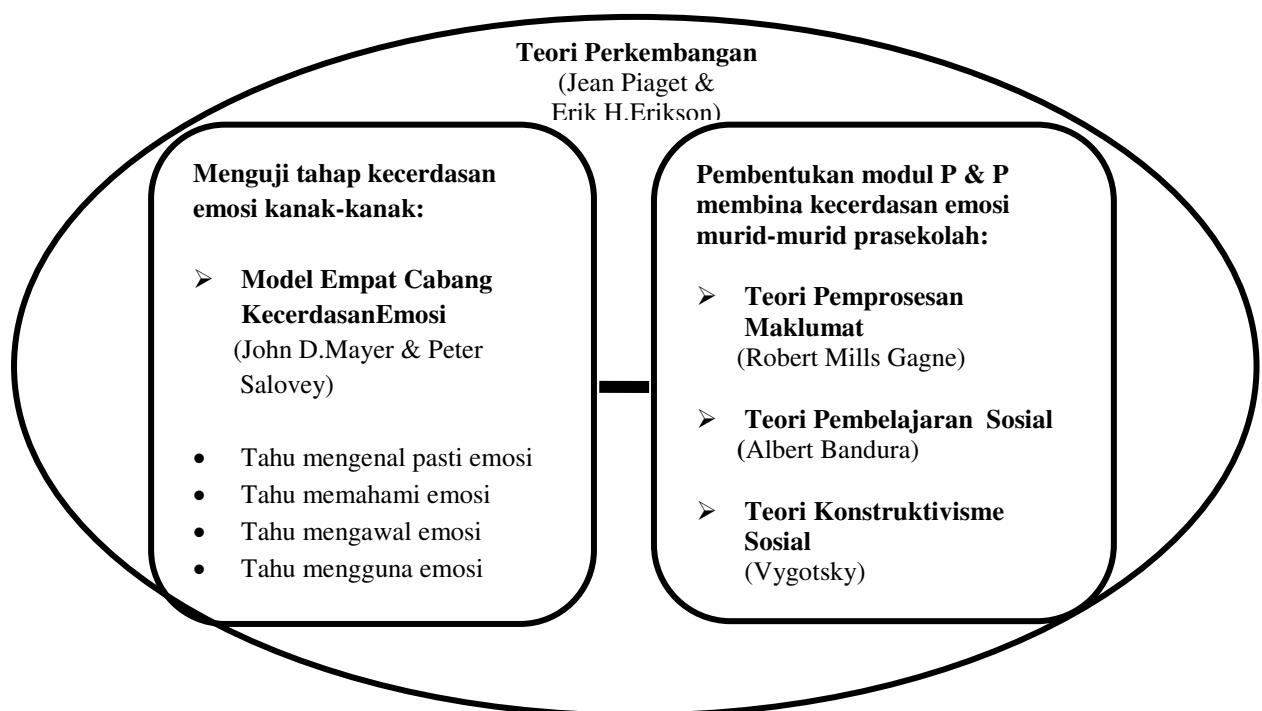 Teori Perkembangan
(Jean Piaget &
Erik H.Erikson)
Menguji tahap kecerdasan
emosi kanak-kanak:
➢ Model Empat Cabang
KecerdasanEmosi
(John D.Mayer & Peter
Salovey)
• Tahu mengenal pasti emosi
• Tahu memahami emosi
• Tahu mengawal emosi
• Tahu mengguna emosi
Pembentukan modul P & P
membina kecerdasan emosi
murid-murid prasekolah:
➢ Teori Pemprosesan
Maklumat
(Robert Mills Gagne)
➢ Teori Pembelajaran Sosial
(Albert Bandura)
➢ Teori Konstruktivisme
Sosial
(Vygotsky)